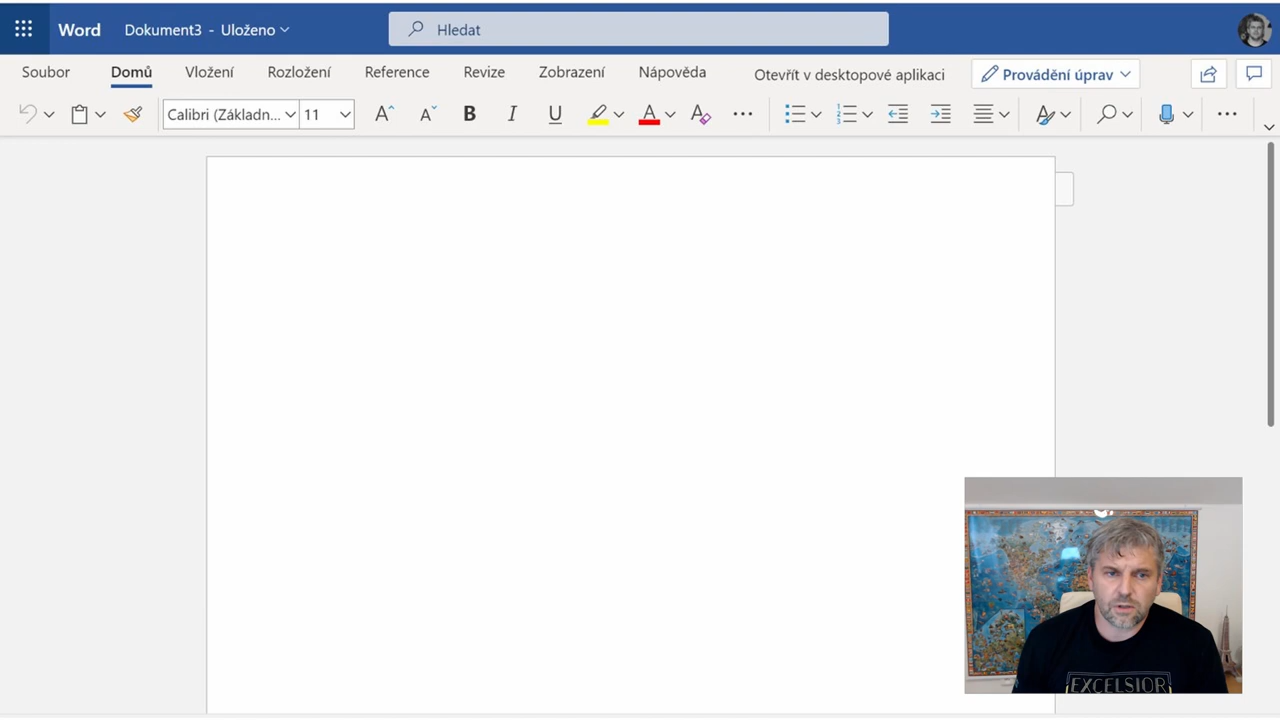 Word Dokument3 - Uloženo Hledat
Soubor Domů Vložení Rozložení Reference Revize Zobrazení Nápověda Otevřít v desktopové aplikaci Provádění úprav
Calibri (Základn... 11 A A B I U A A
EXCELSIOR